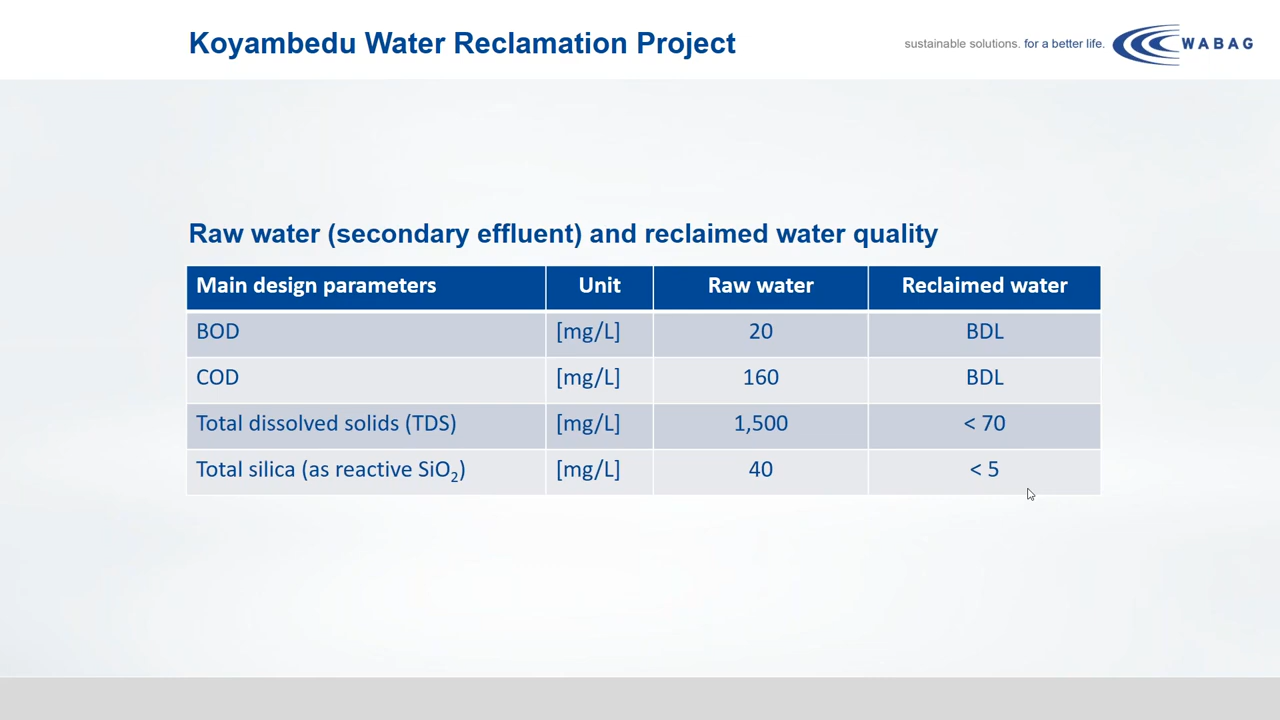 Koyambedu Water Reclamation Project
sustainable solutions. for a better life.
WABAG
Raw water (secondary effluent) and reclaimed water quality
Main design parameters Unit Raw water Reclaimed water
BOD [mg/L] 20 BDL
COD [mg/L] 160 BDL
Total dissolved solids (TDS) [mg/L] 1,500 < 70
Total silica (as reactive SiO₂) [mg/L] 40 < 5